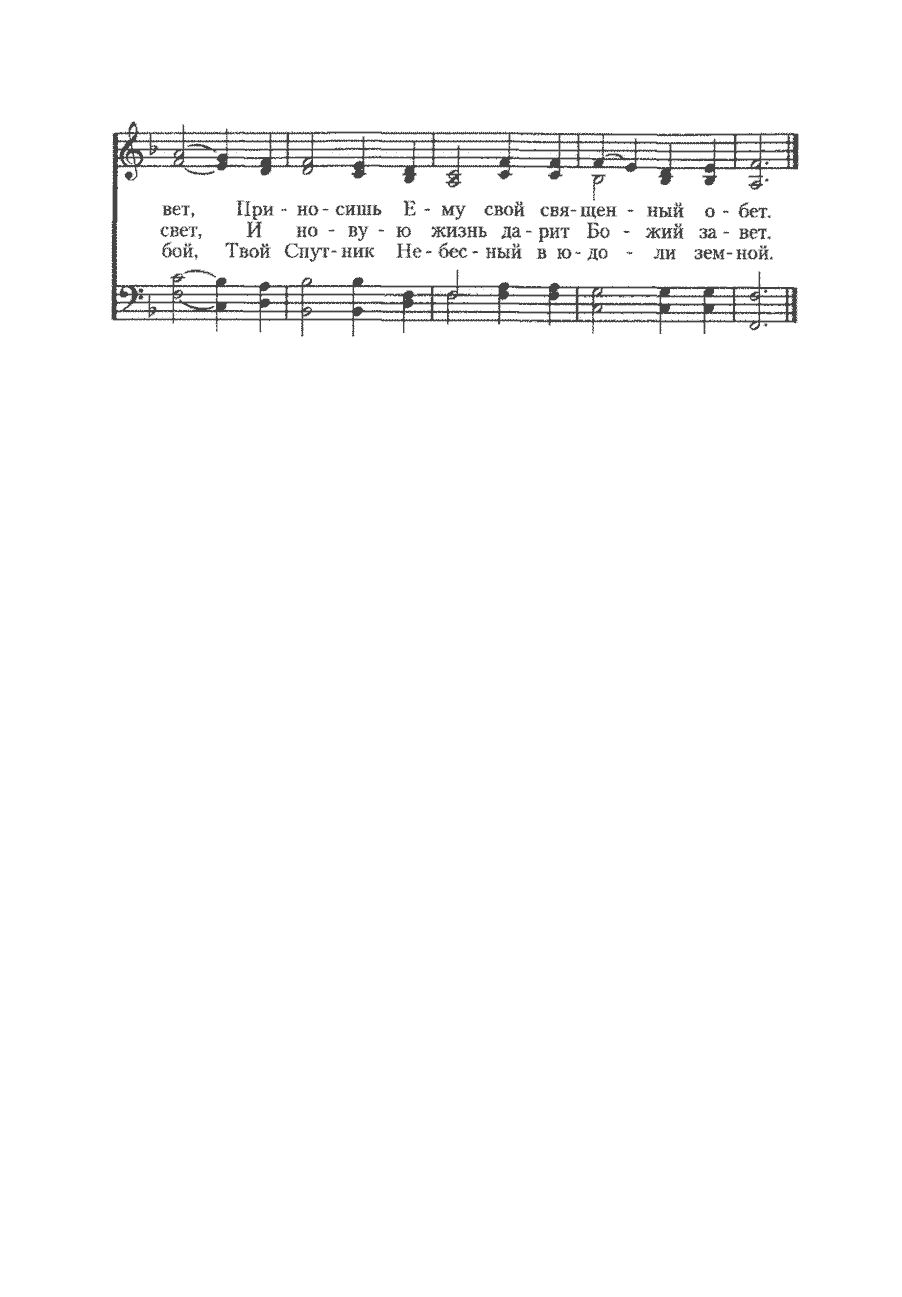 вет, При - но - сишь Е - му свой свя - щен - ный о - бет.
свет, И но - ву - ю жизнь да - рит Бо - жий за - вет.
бой, Твой Спут - ник Не - бес - ный в ю - до - ли зем - ной.